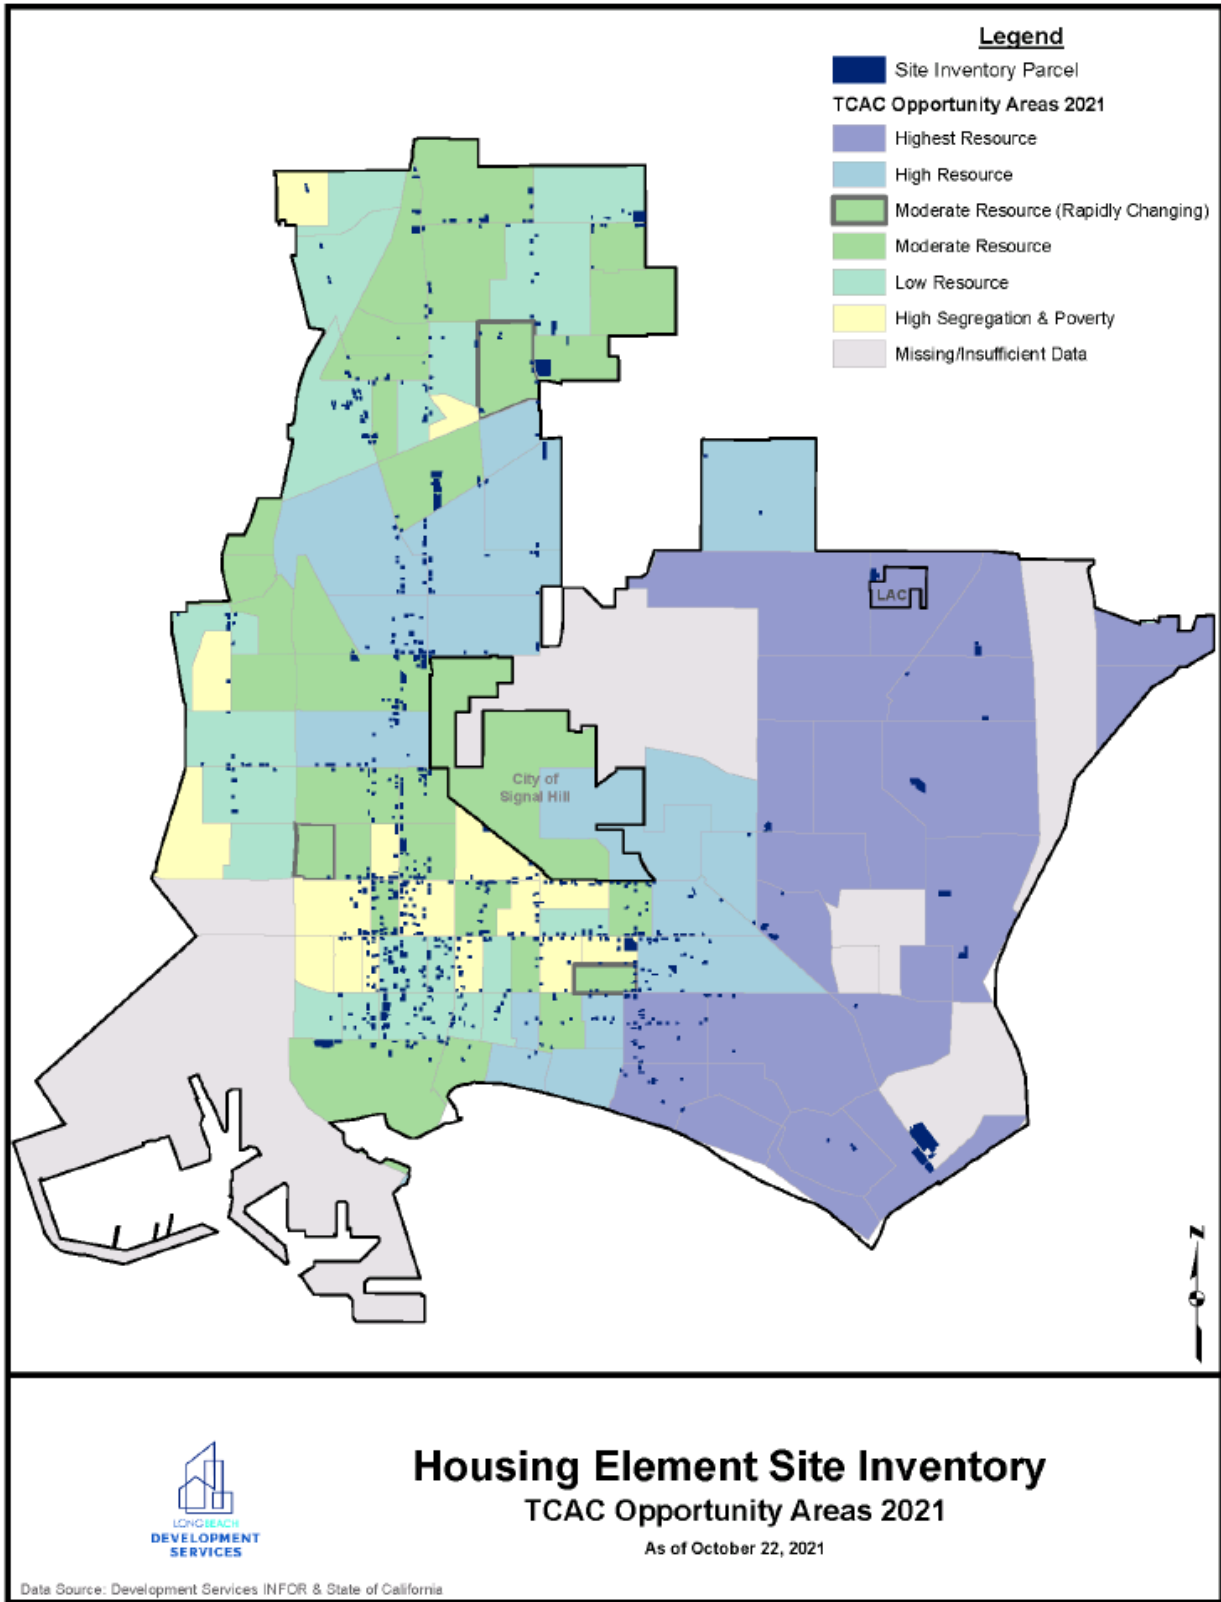 Legend
Site Inventory Parcel
TCAC Opportunity Areas 2021
Highest Resource
High Resource
Moderate Resource (Rapidly Changing)
Moderate Resource
Low Resource
High Segregation & Poverty
Missing/Insufficient Data
LAC
City of
Signal Hill
N
Housing Element Site Inventory
TCAC Opportunity Areas 2021
As of October 22, 2021
LONGBEACH
DEVELOPMENT
SERVICES
Data Source: Development Services INFOR & State of California